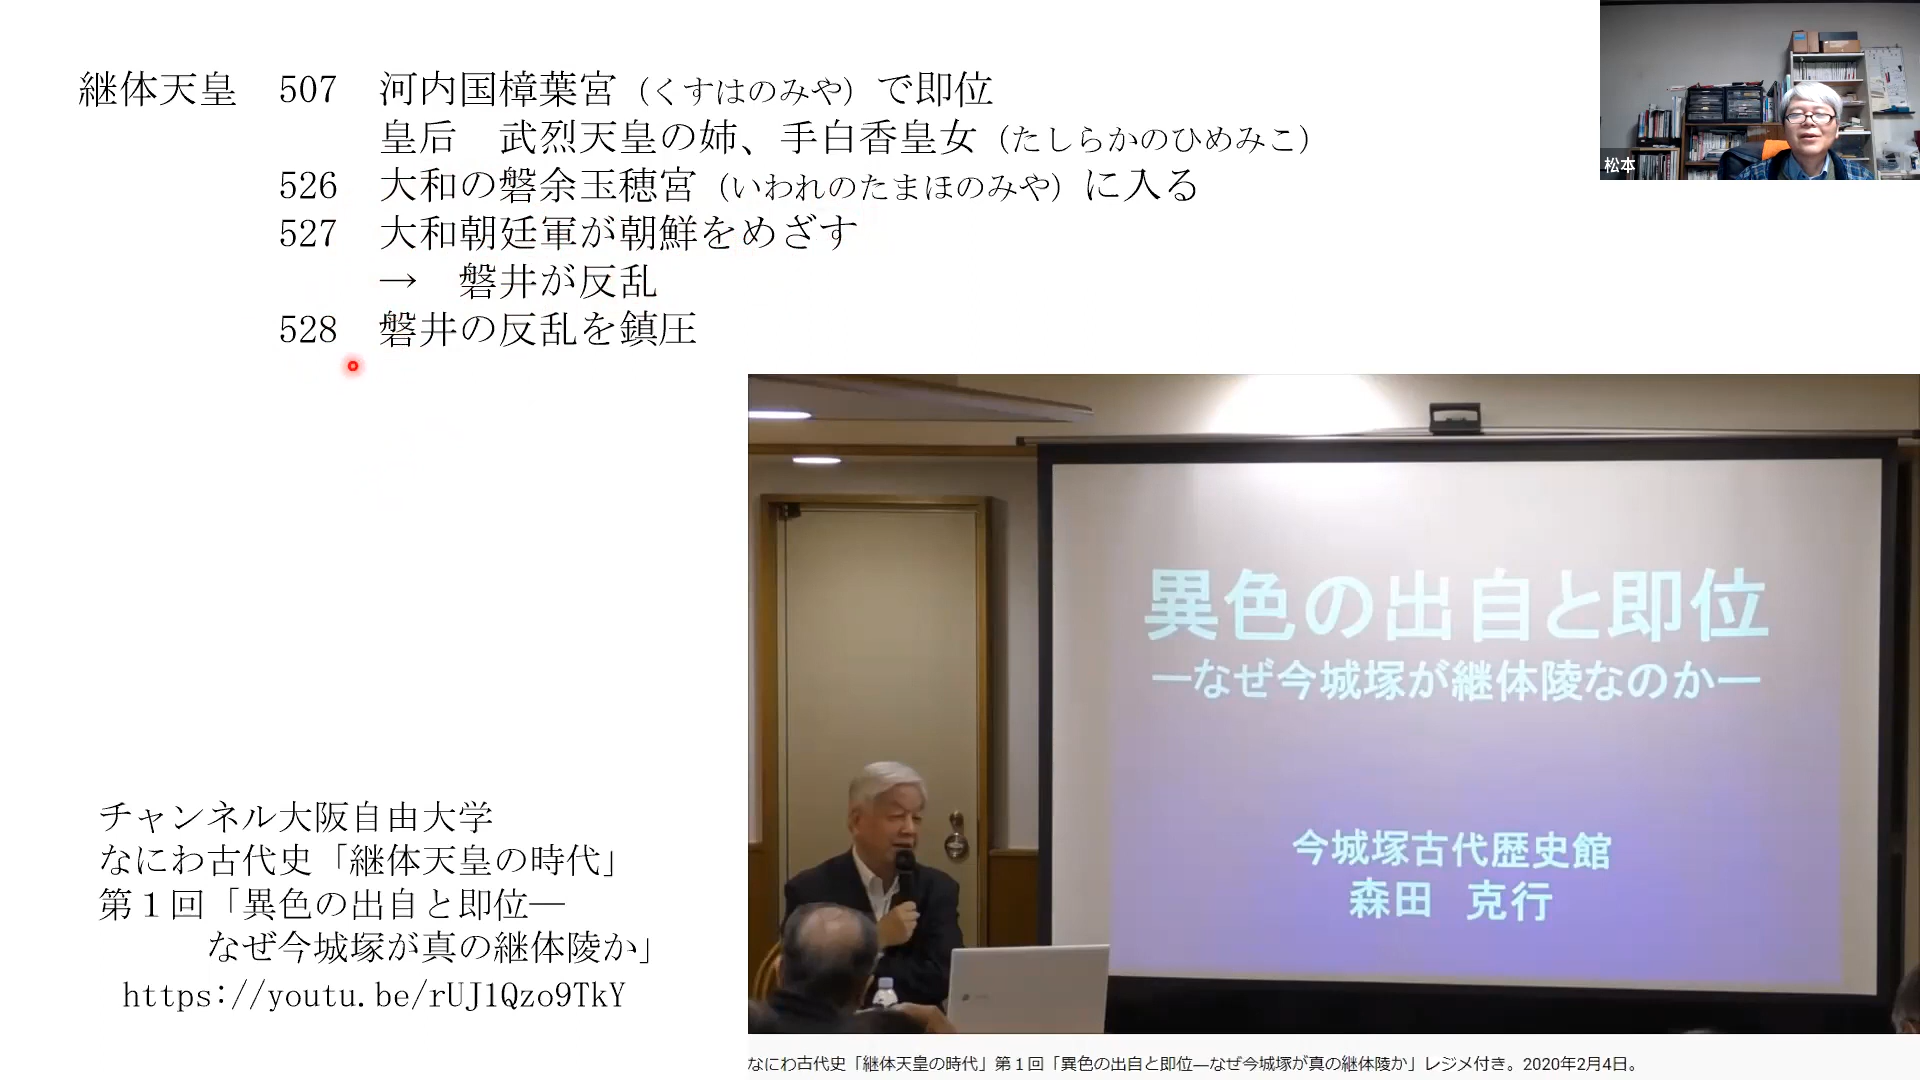 継体天皇　507　河内国樟葉宮（くすはのみや）で即位
皇后　武烈天皇の姉、手白香皇女（たしらかのひめみこ）
526　大和の磐余玉穂宮（いわれのたまほのみや）に入る
527　大和朝廷軍が朝鮮をめざす
→　磐井が反乱
528　磐井の反乱を鎮圧
松本
異色の出自と即位
―なぜ今城塚が継体陵なのか―
今城塚古代歴史館
森田　克行
チャンネル大阪自由大学
なにわ古代史「継体天皇の時代」
第１回「異色の出自と即位―
なぜ今城塚が真の継体陵か」
https://youtu.be/rUJ1Qzo9TkY
なにわ古代史「継体天皇の時代」第１回「異色の出自と即位―なぜ今城塚が真の継体陵か」レジメ付き。2020年2月4日。